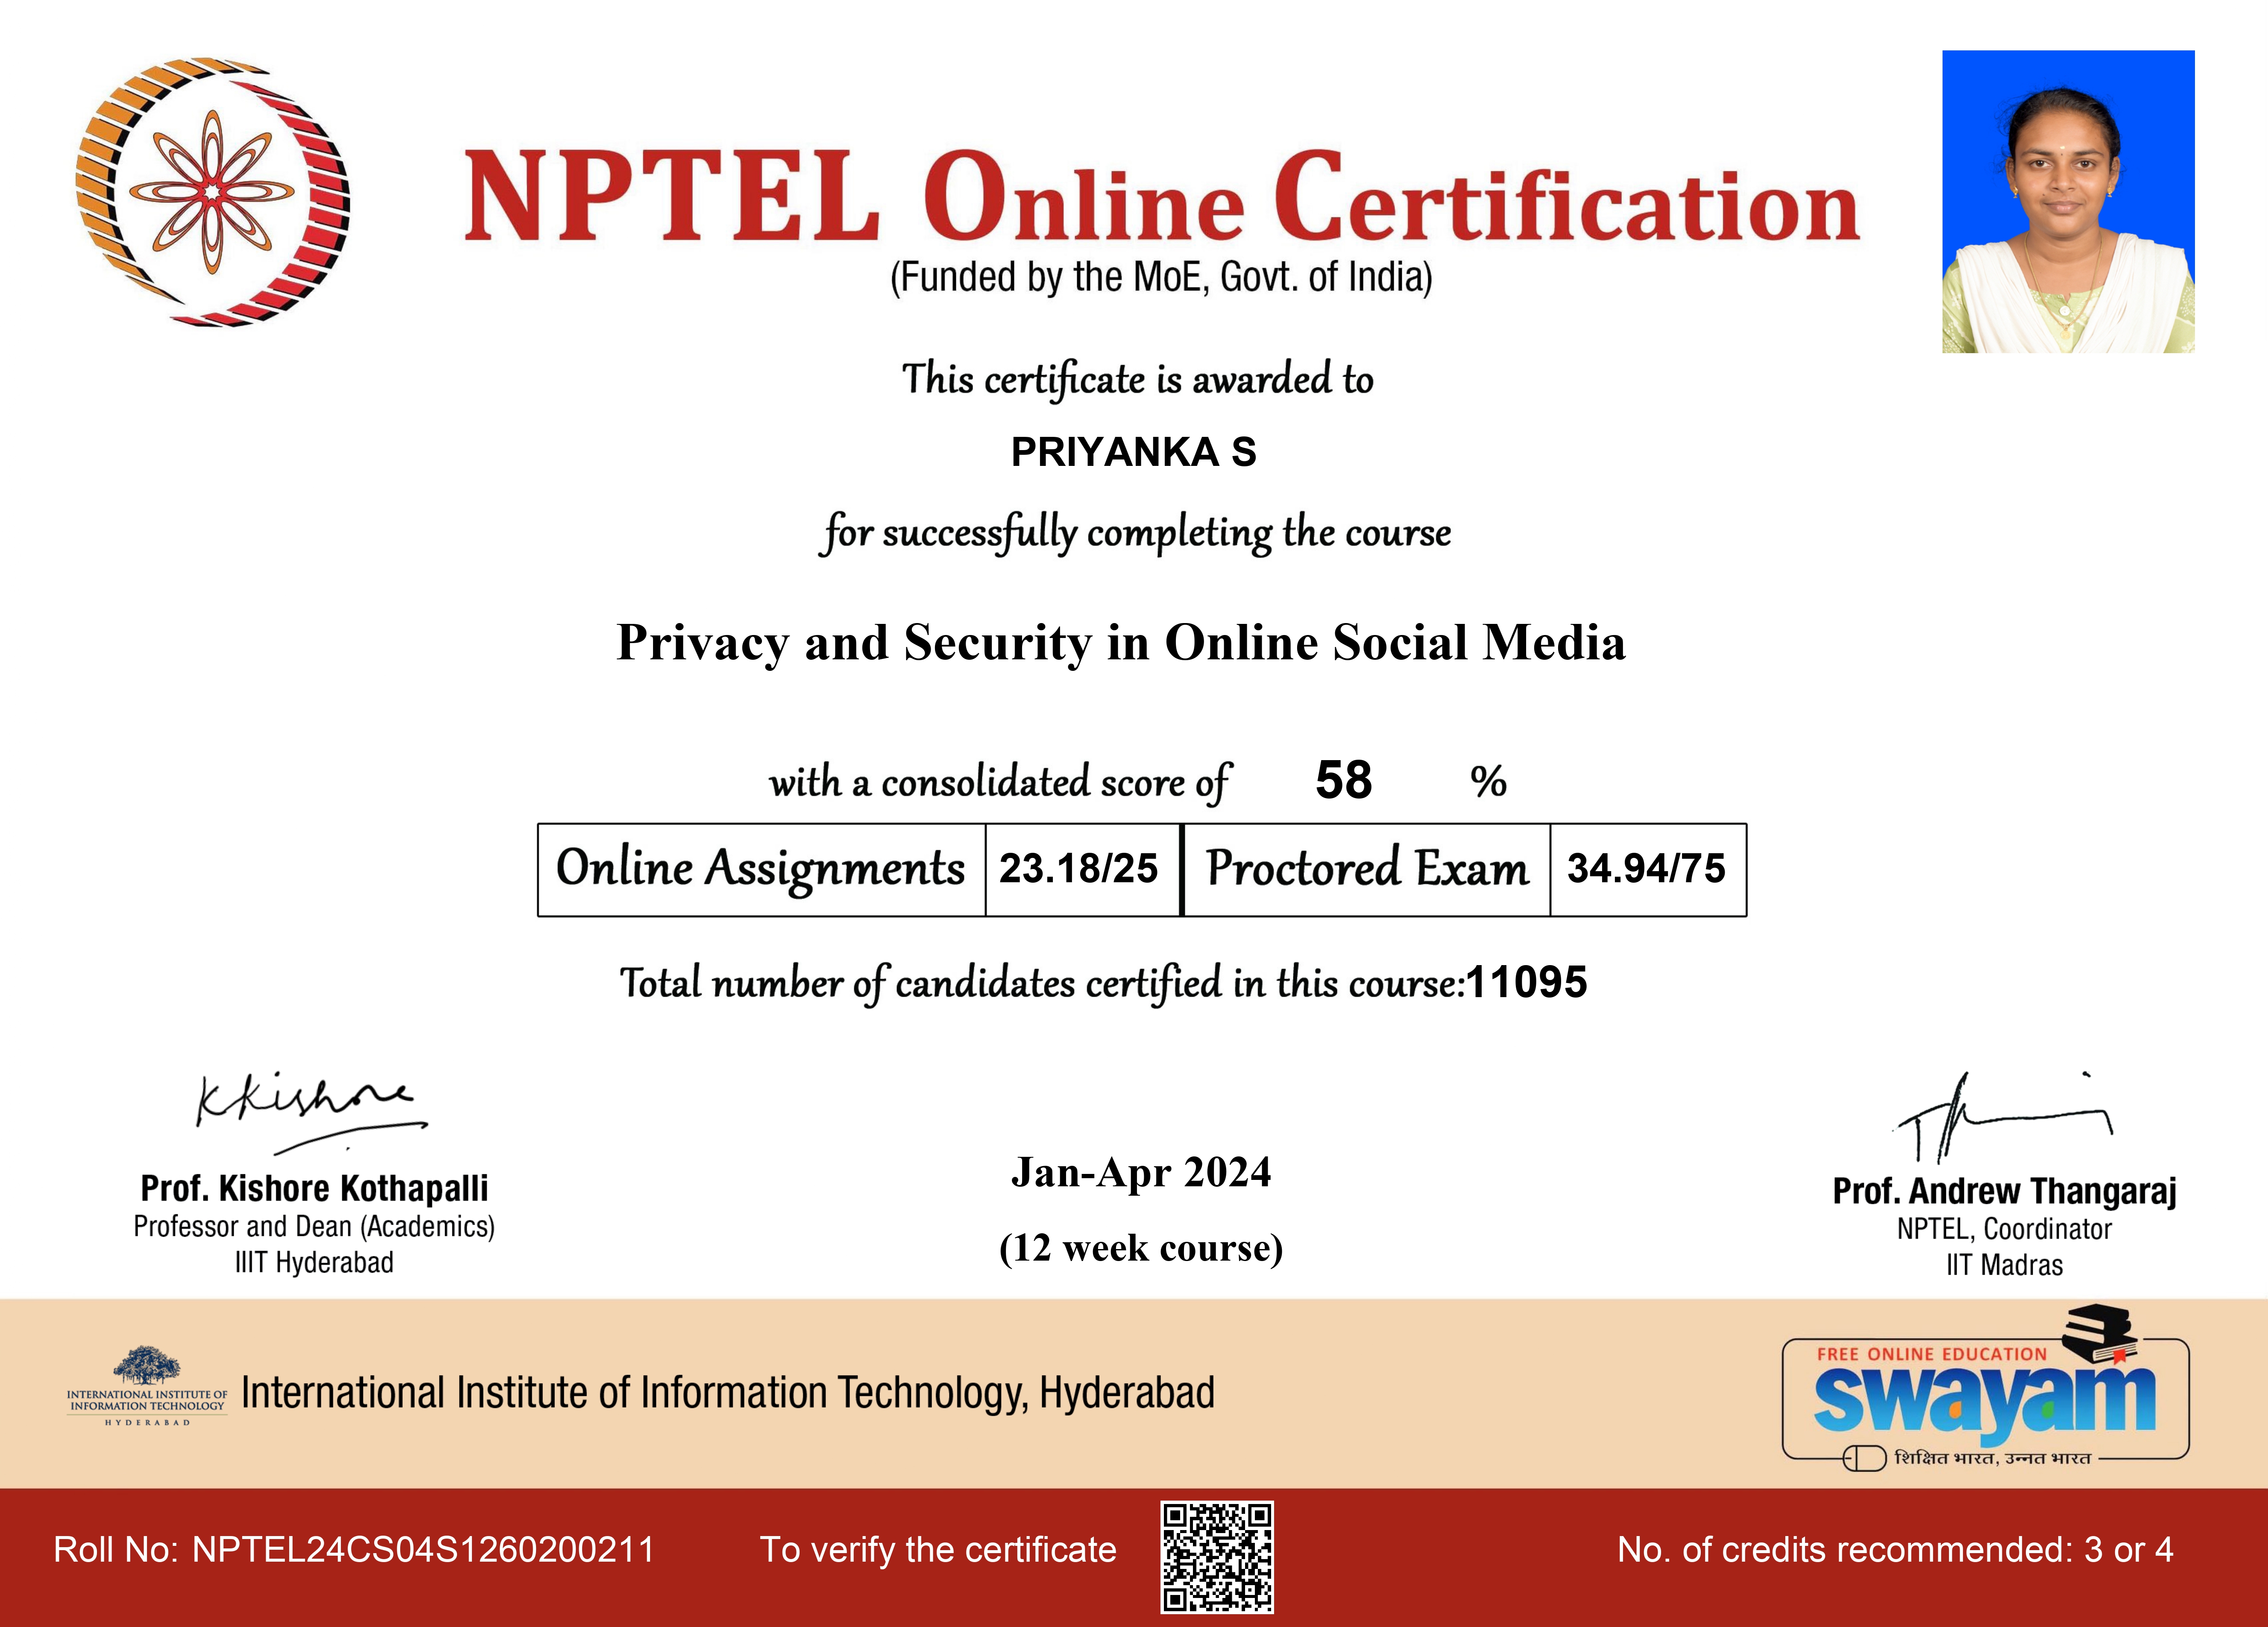 NPTEL Online Certification
(Funded by the MoE, Govt. of India)
This certificate is awarded to
PRIYANKA S
for successfully completing the course
Privacy and Security in Online Social Media
with a consolidated score of 58 %
Online Assignments 23.18/25 Proctored Exam 34.94/75
Total number of candidates certified in this course:11095
KKishore
Prof. Kishore Kothapalli
Professor and Dean (Academics)
IIIT Hyderabad
Jan-Apr 2024
(12 week course)
Prof. Andrew Thangaraj
NPTEL, Coordinator
IIT Madras
INTERNATIONAL INSTITUTE OF
INFORMATION TECHNOLOGY
HYDERABAD
International Institute of Information Technology, Hyderabad
FREE ONLINE EDUCATION
swayam
शिक्षित भारत, उन्नत भारत
Roll No: NPTEL24CS04S1260200211
To verify the certificate
No. of credits recommended: 3 or 4